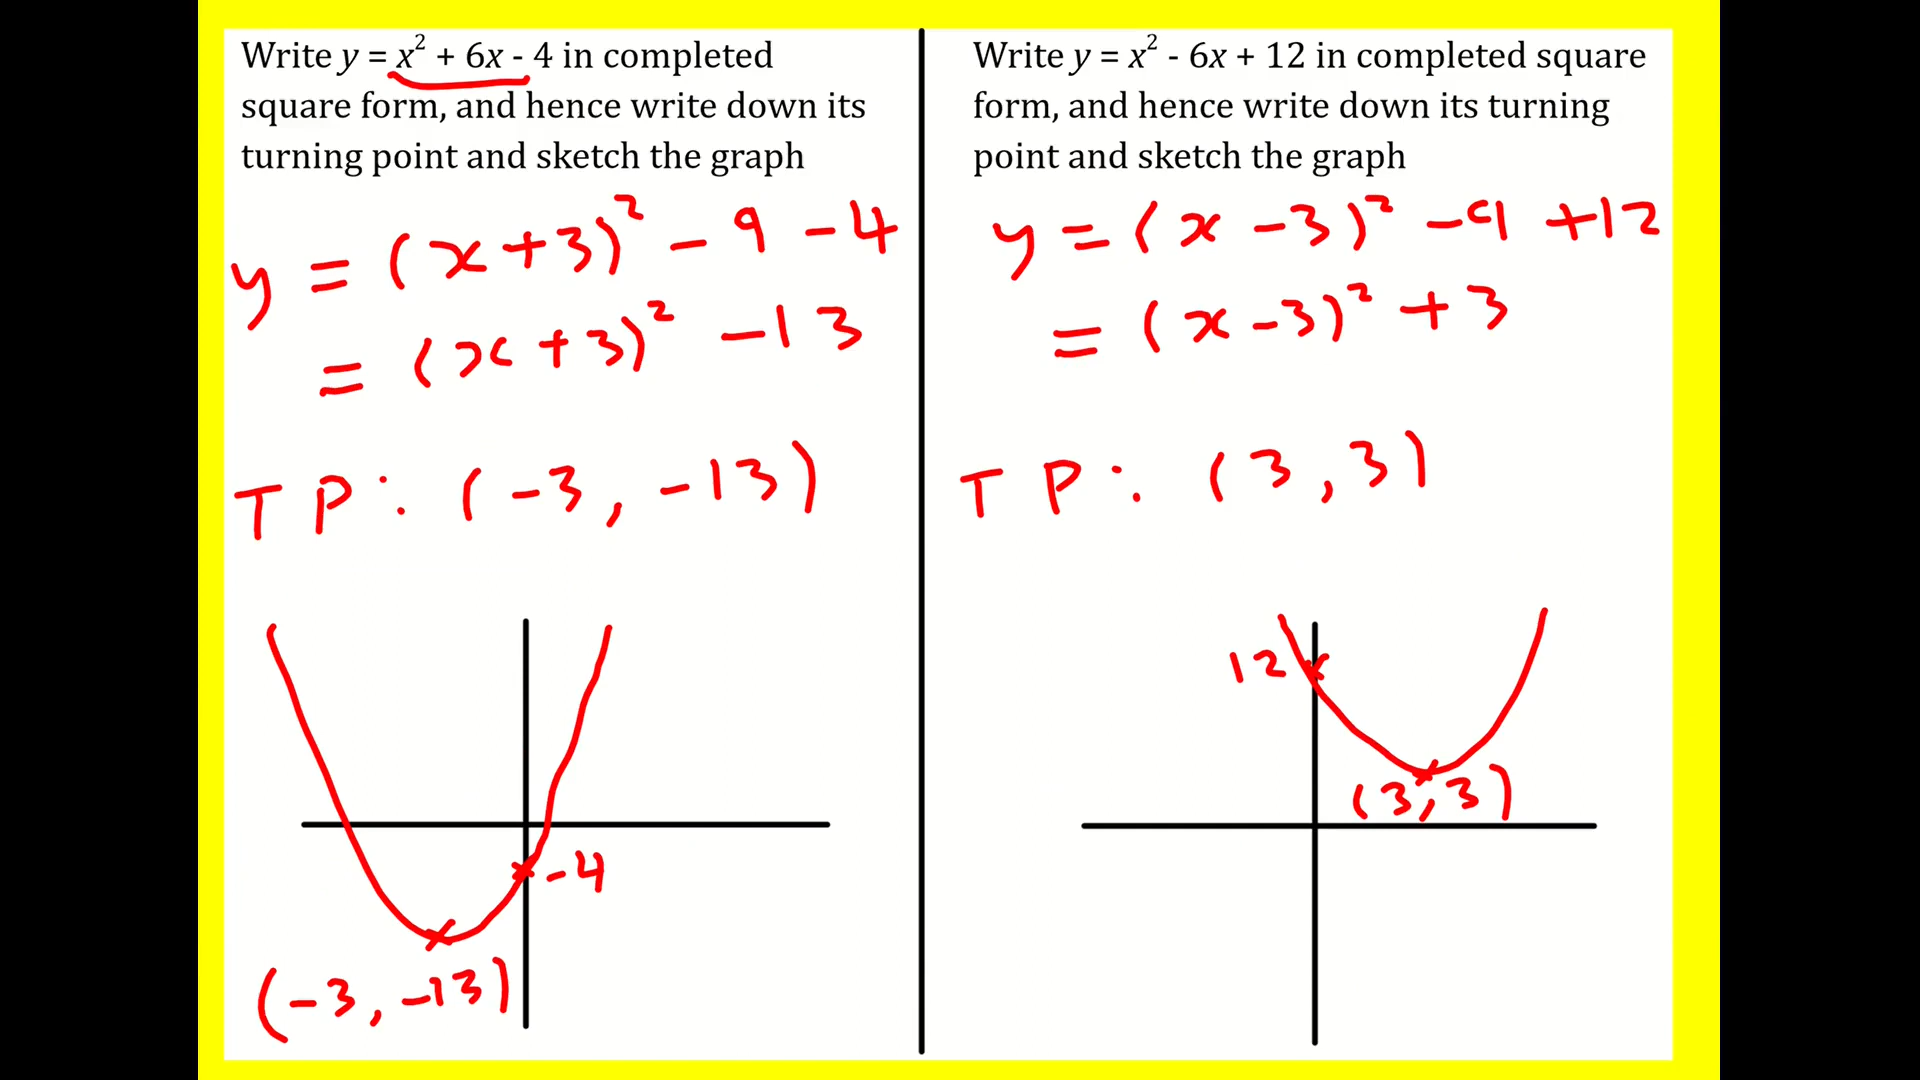 Write y = x² + 6x - 4 in completed
square form, and hence write down its
turning point and sketch the graph
y = (x+3)² - 9 - 4
= (x+3)² - 13
TP: (-3, -13)
-4
(-3, -13)
Write y = x² - 6x + 12 in completed square
form, and hence write down its turning
point and sketch the graph
y = (x-3)² - 9 + 12
= (x-3)² + 3
TP: (3, 3)
12
(3, 3)